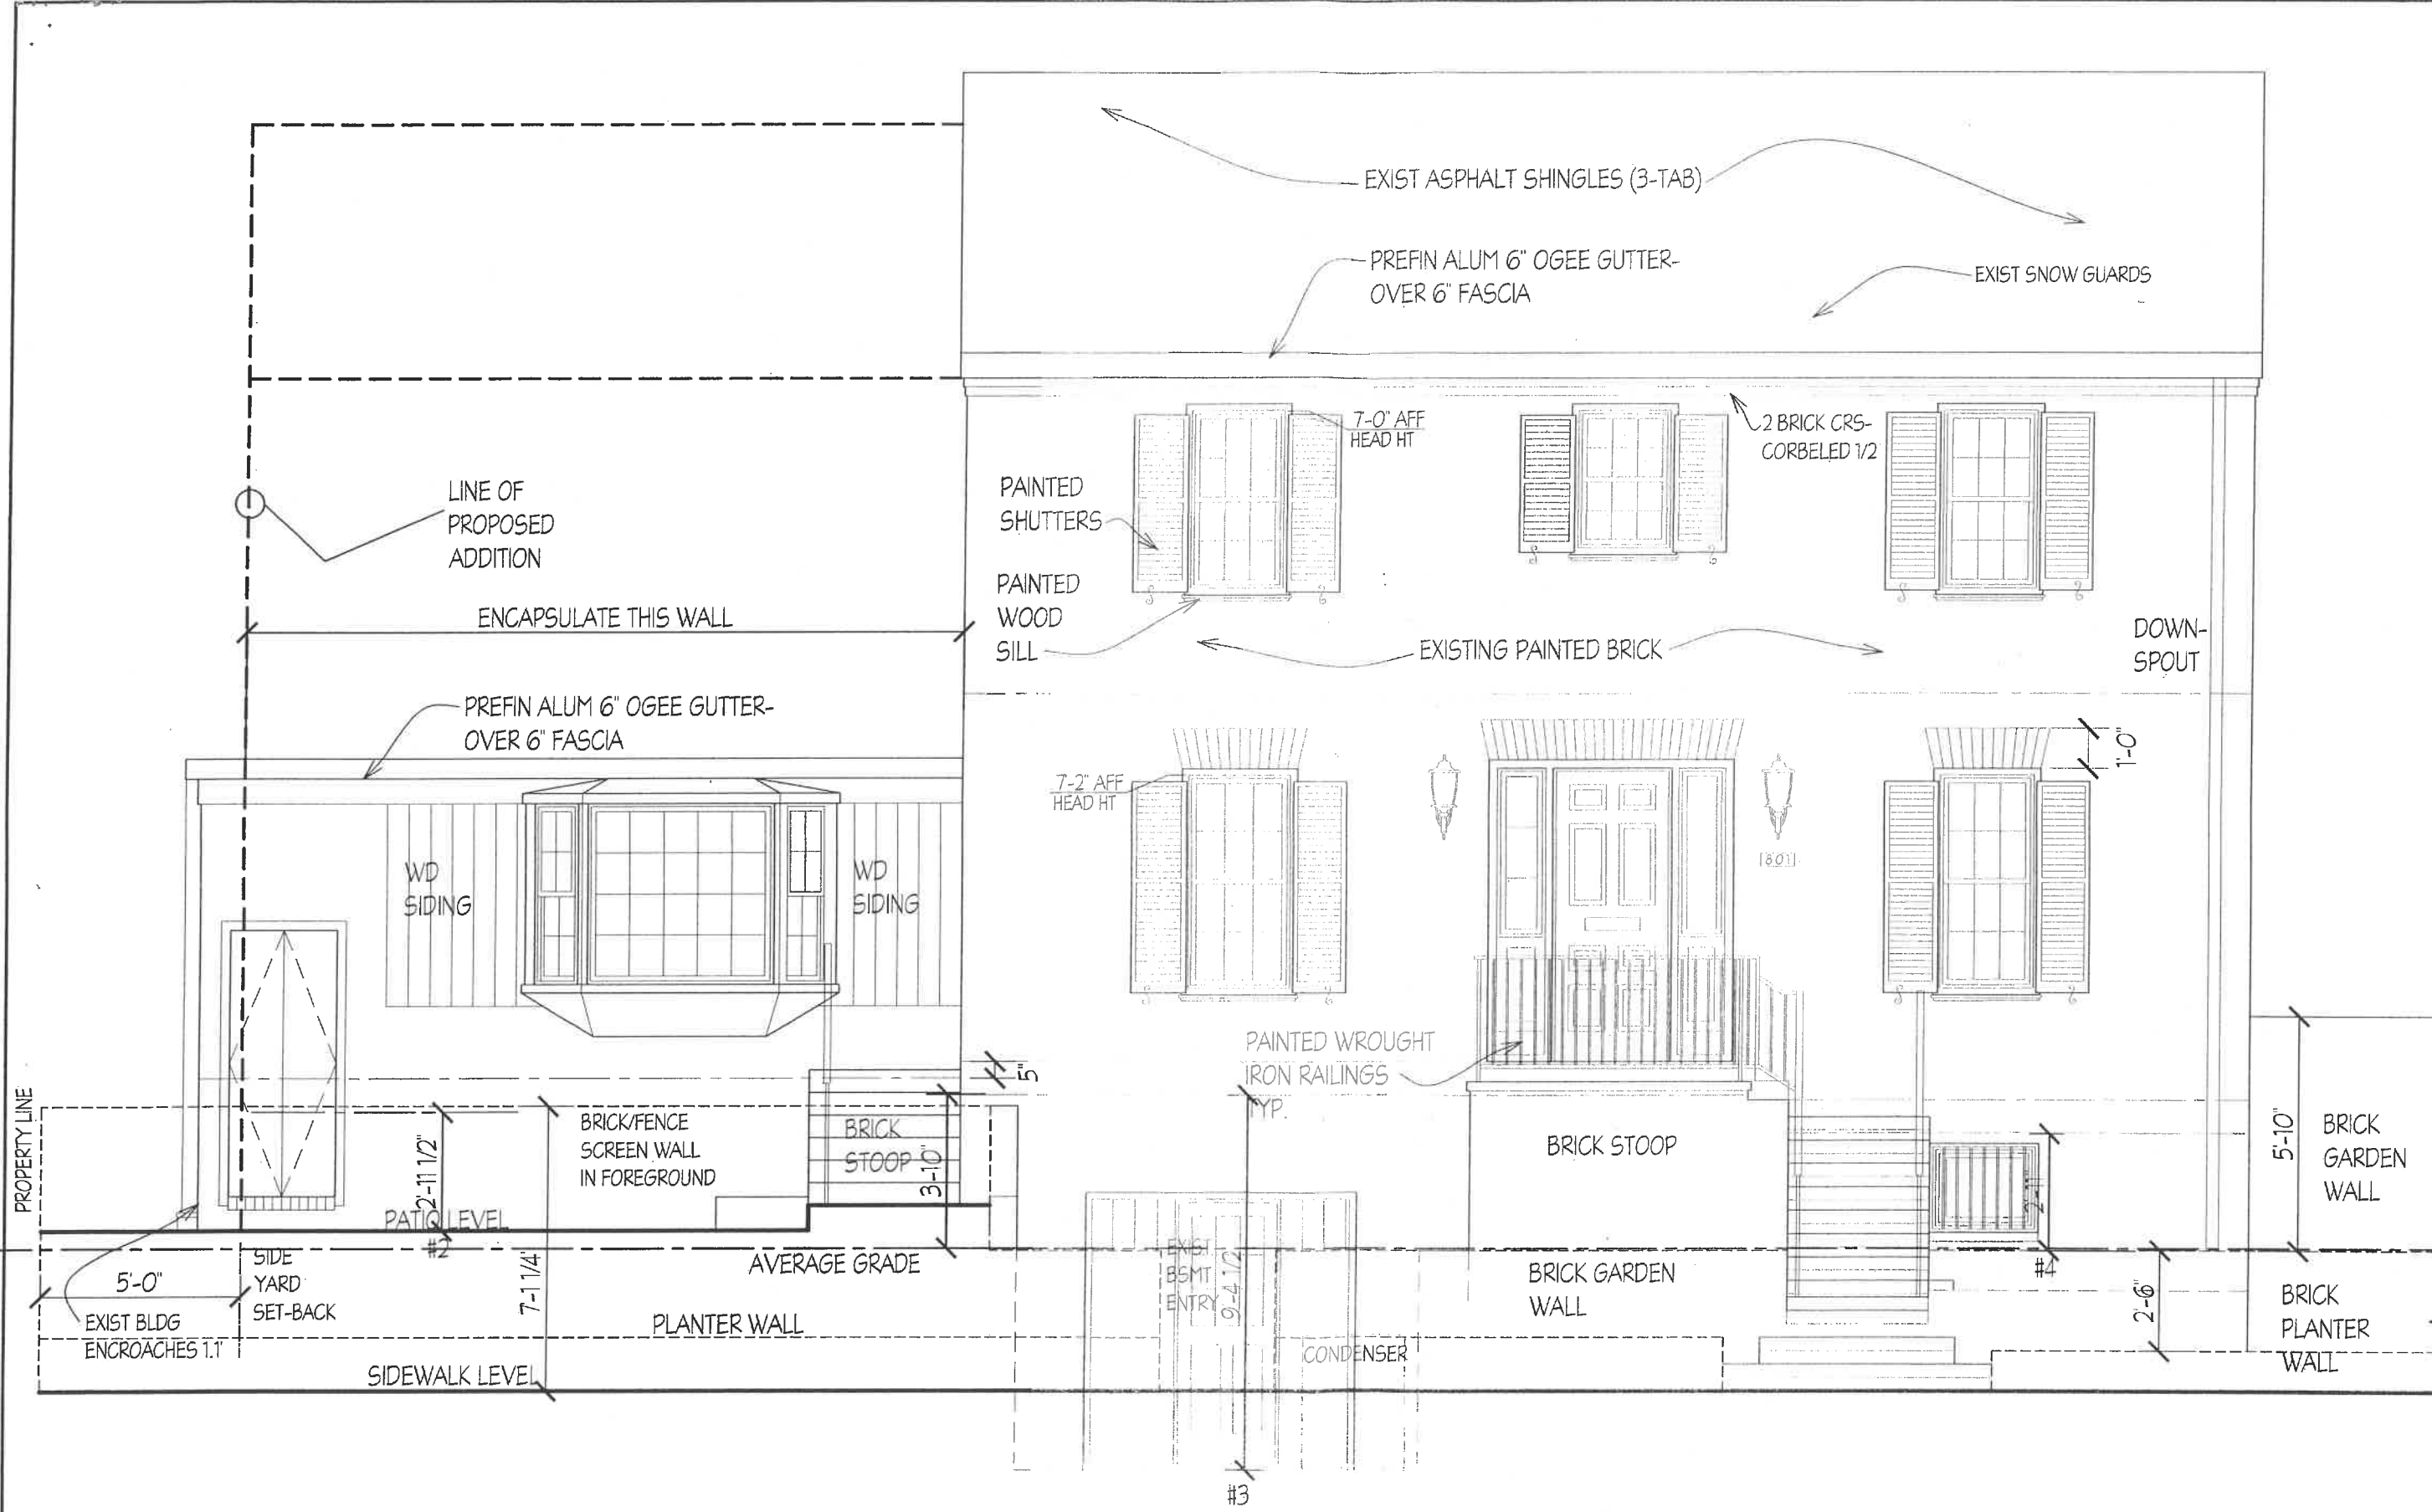 EXIST ASPHALT SHINGLES (3-TAB)
PREFIN ALUM 6" OGEE GUTTER-
OVER 6" FASCIA
EXIST SNOW GUARDS
7-0" AFF
HEAD HT
2 BRICK CRS-
CORBELED 1/2
LINE OF
PROPOSED
ADDITION
PAINTED
SHUTTERS
PAINTED
WOOD
SILL
ENCAPSULATE THIS WALL
EXISTING PAINTED BRICK
DOWN-
SPOUT
PREFIN ALUM 6" OGEE GUTTER-
OVER 6" FASCIA
1'-0"
7-2" AFF
HEAD HT
WD
SIDING
WD
SIDING
PAINTED WROUGHT
IRON RAILINGS
TYP.
5"
PROPERTY LINE
2'-11 1/2"
BRICK/FENCE
SCREEN WALL
IN FOREGROUND
BRICK
STOOP
3-10"
BRICK STOOP
5'-10"
BRICK
GARDEN
WALL
PATIO LEVEL
#2
SIDE
YARD
SET-BACK
5'-0"
EXIST BLDG
ENCROACHES 1.1'
7-1 1/4"
AVERAGE GRADE
EXIST
BSMT
ENTRY
9-4 1/2"
BRICK GARDEN
WALL
#4
2'-6"
BRICK
PLANTER
WALL
PLANTER WALL
CONDENSER
SIDEWALK LEVEL
#3